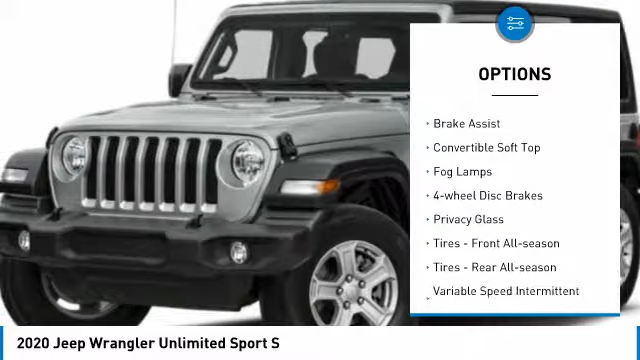 OPTIONS
Brake Assist
Convertible Soft Top
Fog Lamps
4-wheel Disc Brakes
Privacy Glass
Tires - Front All-season
Tires - Rear All-season
Variable Speed Intermittent
2020 Jeep Wrangler Unlimited Sport S